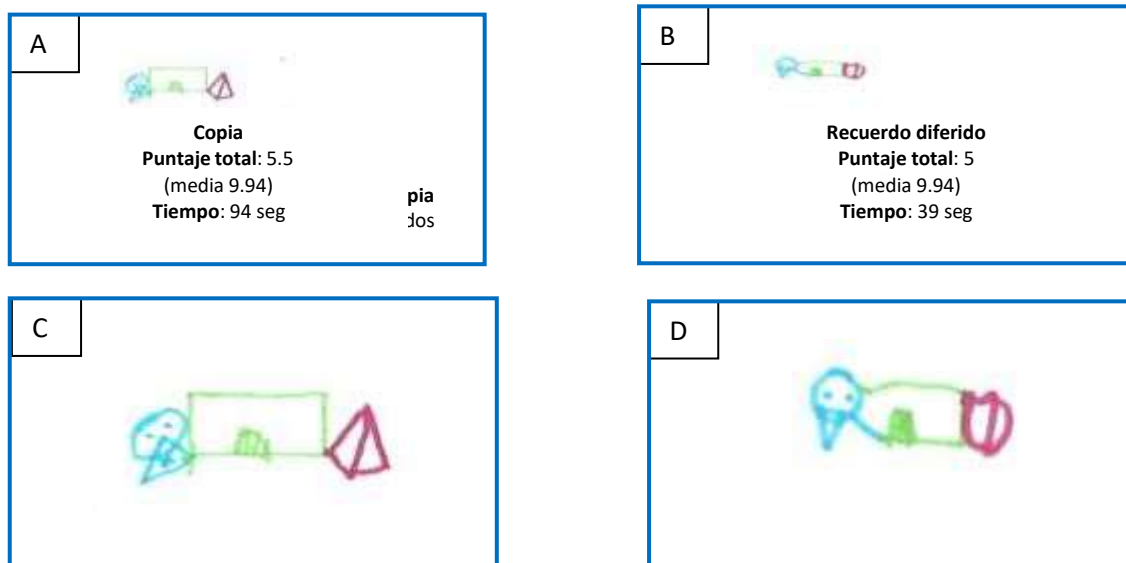 A
Copia
Puntaje total: 5.5
(media 9.94)
Tiempo: 94 seg
pia
dos
B
Recuerdo diferido
Puntaje total: 5
(media 9.94)
Tiempo: 39 seg
C
D